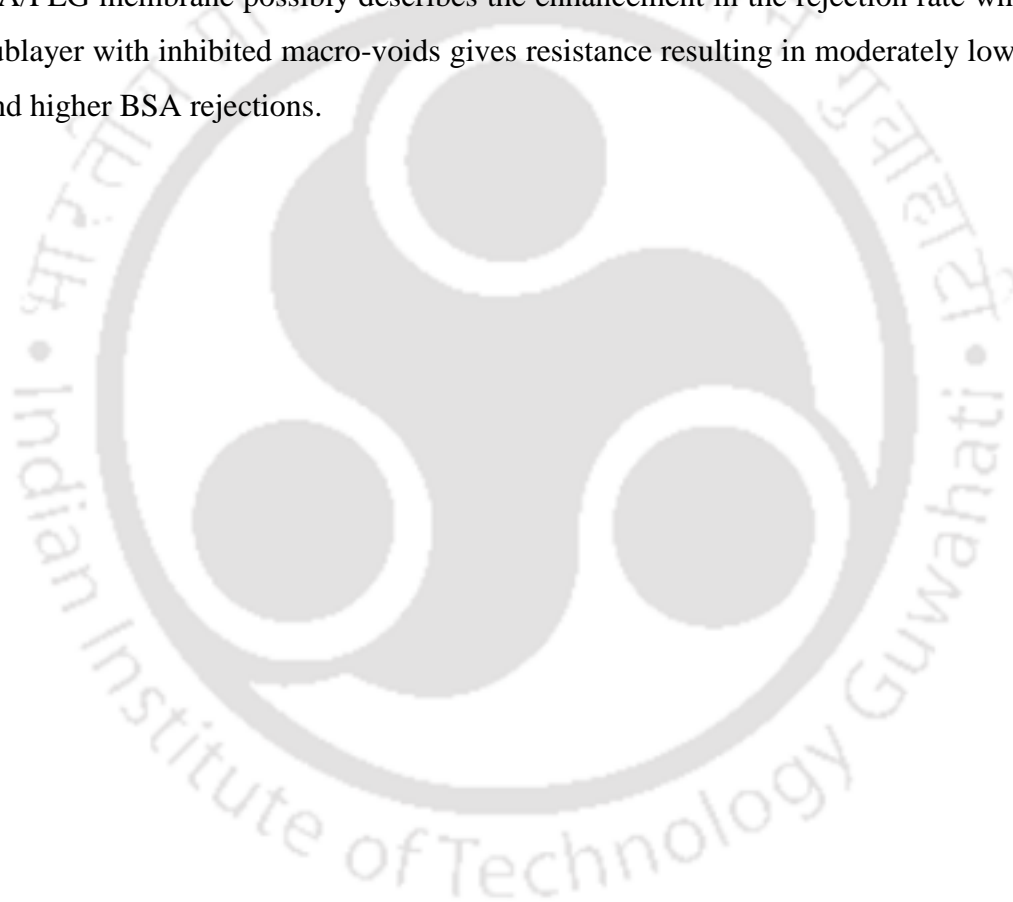 A/PEG membrane possibly describes the enhancement in the rejection rate
ublayer with inhibited macro-voids gives resistance resulting in moderately low
nd higher BSA rejections.
गुवाहाटी
Indian Institute of Technology Guwahati